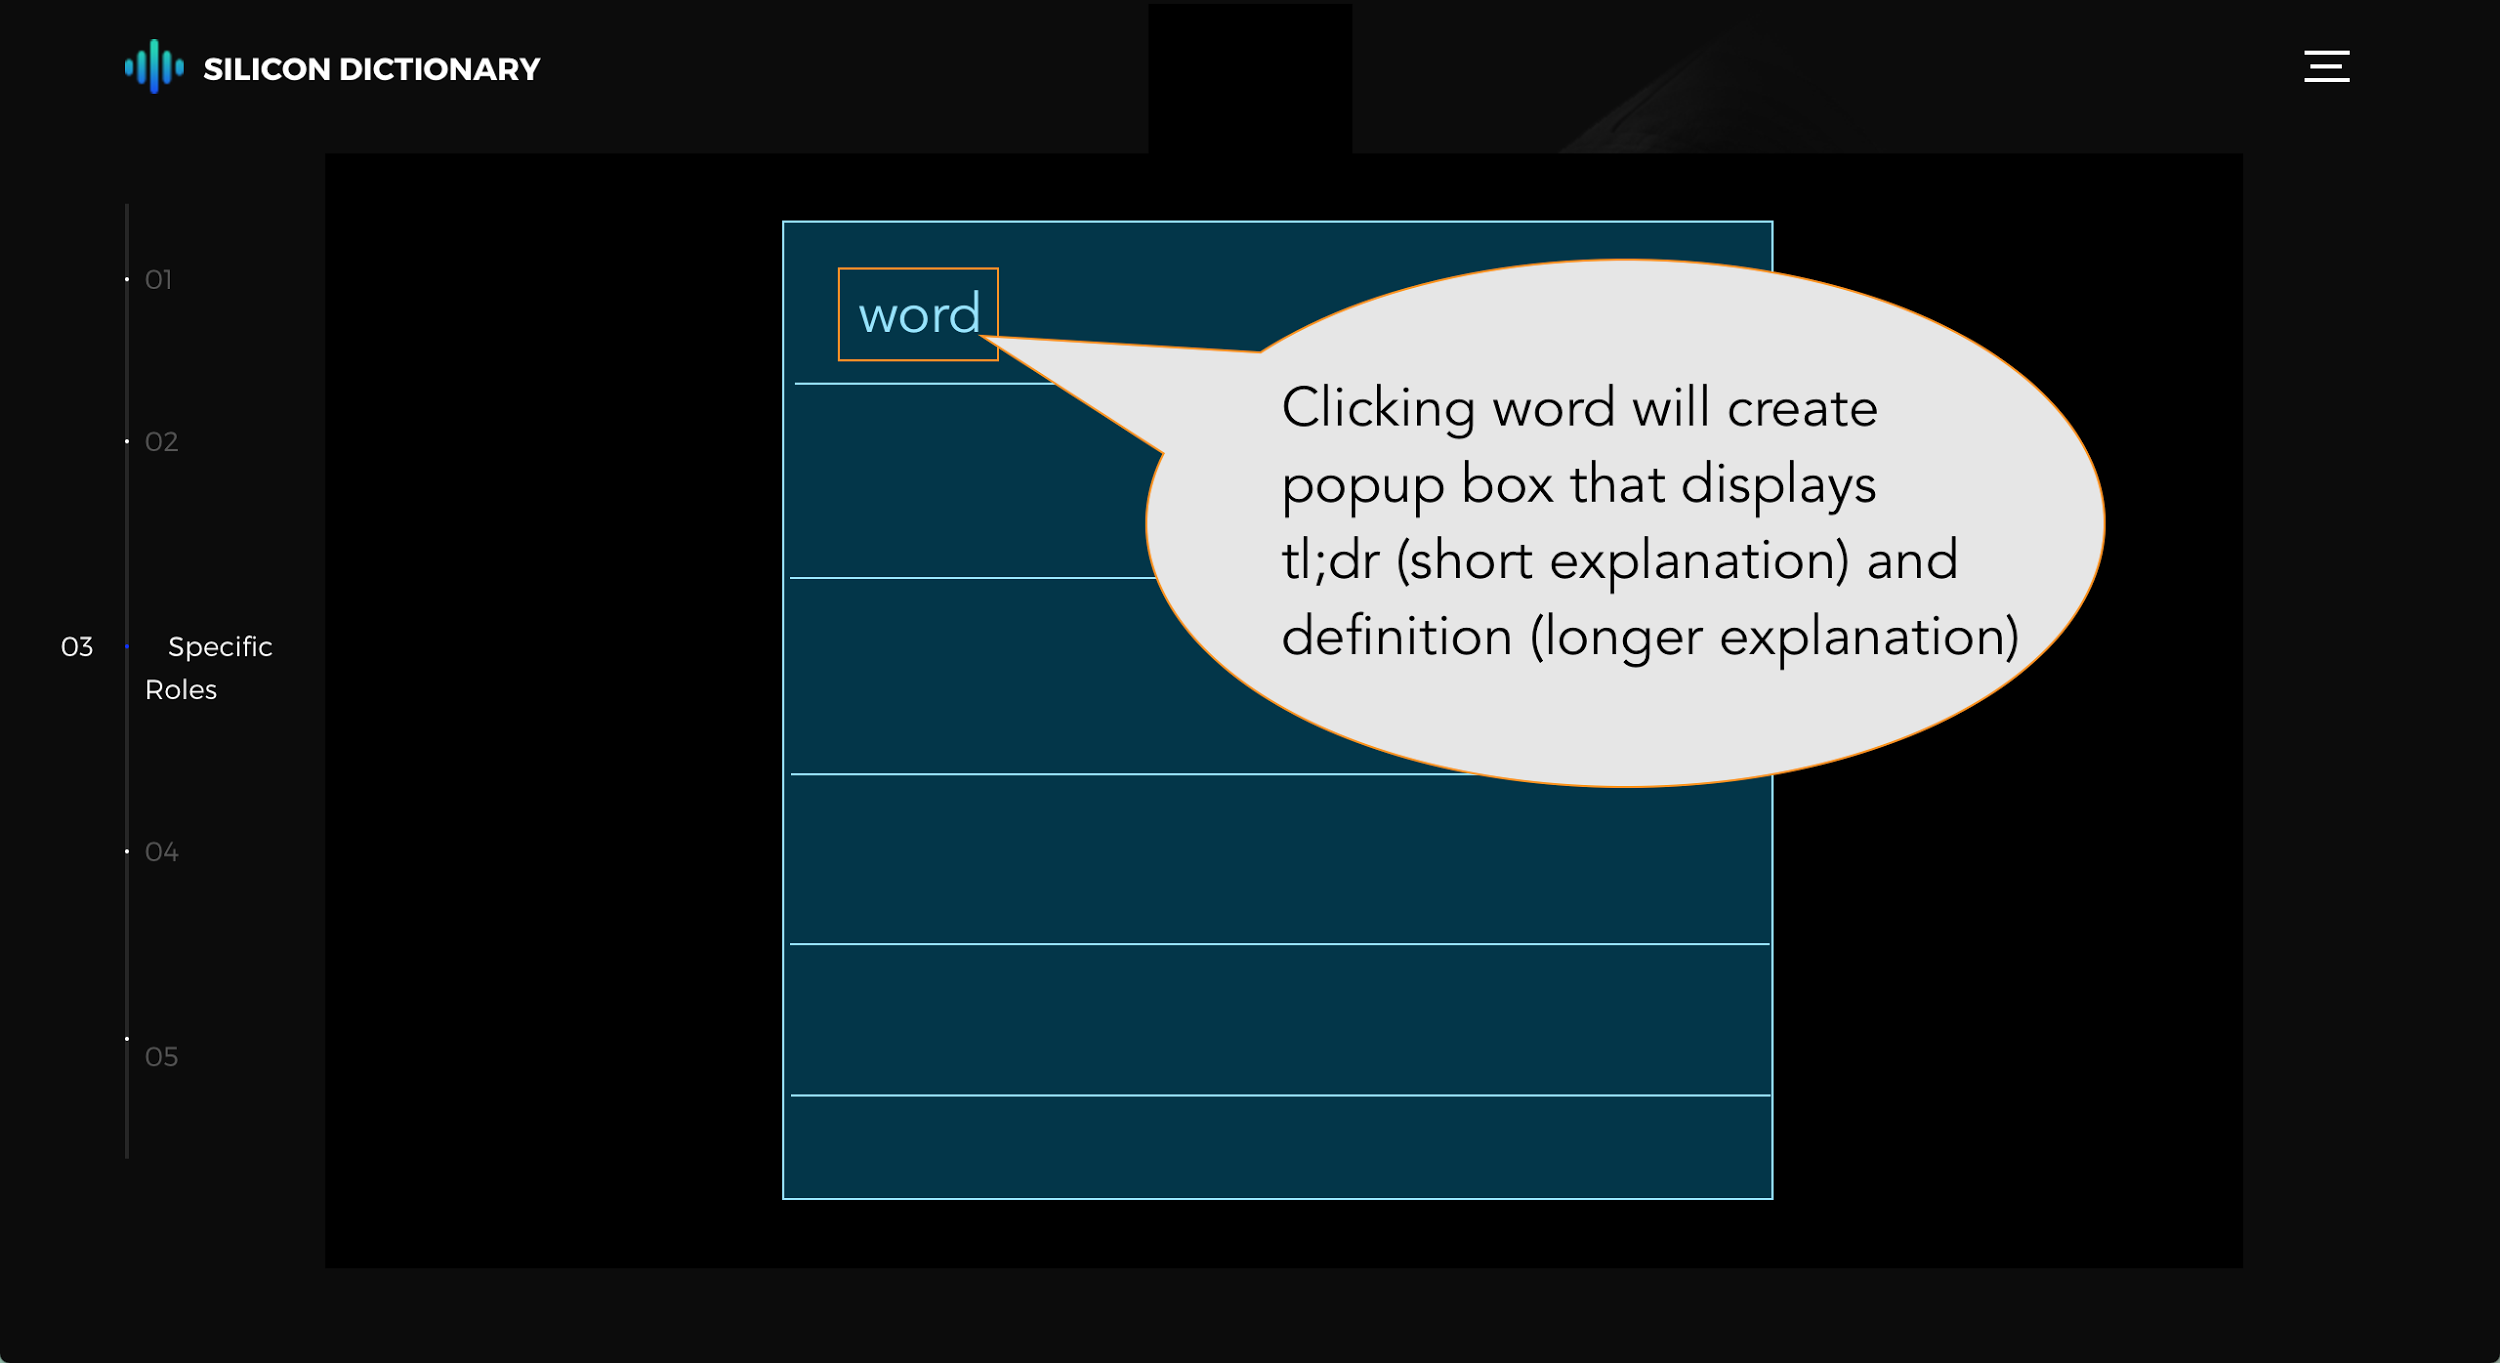 SILICON DICTIONARY
01
02
03 Specific
Roles
04
05
word
Clicking word will create
popup box that displays
tl;dr (short explanation) and
definition (longer explanation)